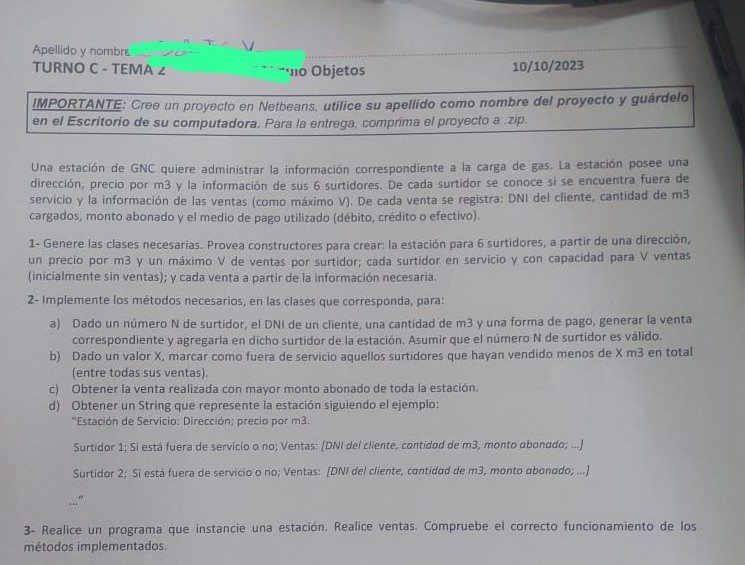 Apellido y nombre
TURNO C - TEMA 2 Objetos 10/10/2023
IMPORTANTE: Cree un proyecto en Netbeans, utilice su apellido como nombre del proyecto y guárdelo
en el Escritorio de su computadora. Para la entrega, comprima el proyecto a .zip.
Una estación de GNC quiere administrar la información correspondiente a la carga de gas. La estación posee una
dirección, precio por m3 y la información de sus 6 surtidores. De cada surtidor se conoce si se encuentra fuera de
servicio y la información de las ventas (como máximo V). De cada venta se registra: DNI del cliente, cantidad de m3
cargados, monto abonado y el medio de pago utilizado (débito, crédito o efectivo).
1- Genere las clases necesarias. Provea constructores para crear: la estación para 6 surtidores, a partir de una dirección,
un precio por m3 y un máximo V de ventas por surtidor; cada surtidor en servicio y con capacidad para V ventas
(inicialmente sin ventas); y cada venta a partir de la información necesaria.
2- Implemente los métodos necesarios, en las clases que corresponda, para:
a) Dado un número N de surtidor, el DNI de un cliente, una cantidad de m3 y una forma de pago, generar la venta
correspondiente y agregarla en dicho surtidor de la estación. Asumir que el número N de surtidor es válido.
b) Dado un valor X, marcar como fuera de servicio aquellos surtidores que hayan vendido menos de X m3 en total
(entre todas sus ventas).
c) Obtener la venta realizada con mayor monto abonado de toda la estación.
d) Obtener un String que represente la estación siguiendo el ejemplo:
"Estación de Servicio: Dirección; precio por m3.
Surtidor 1; Si está fuera de servicio o no; Ventas: [DNI del cliente, cantidad de m3, monto abonado; ...]
Surtidor 2; Si está fuera de servicio o no; Ventas: [DNI del cliente, cantidad de m3, monto abonado; ...]
..."
3- Realice un programa que instancie una estación. Realice ventas. Compruebe el correcto funcionamiento de los
métodos implementados.